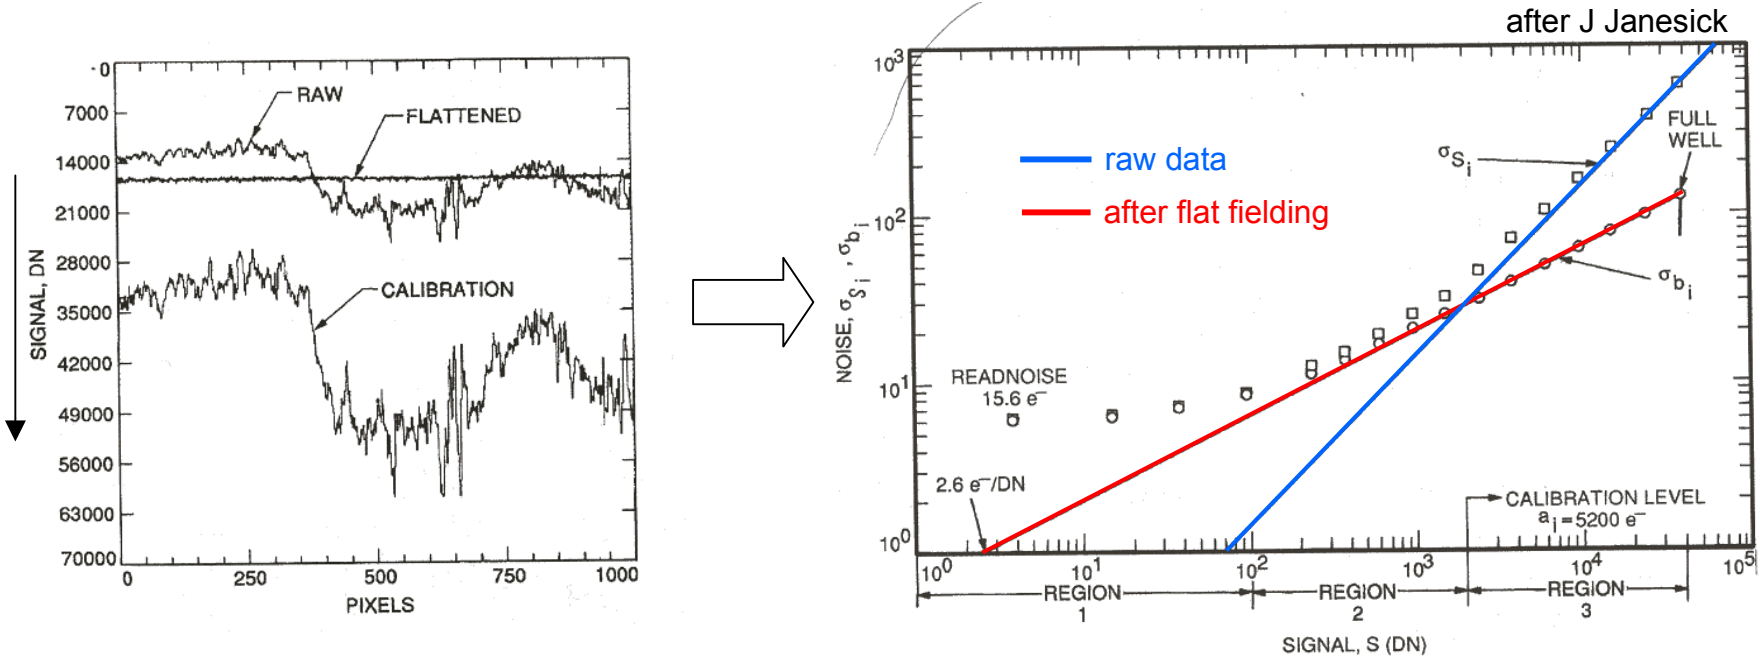 after J Janesick
-0
7000
14000
21000
28000
35000
42000
49000
56000
63000
70000
SIGNAL, DN
RAW
FLATTENED
CALIBRATION
0 250 500 750 1000
PIXELS
10³
10²
10¹
10⁰
NOISE, σSᵢ , σbᵢ
raw data
after flat fielding
σSᵢ
FULL
WELL
σbᵢ
READNOISE
15.6 e⁻
2.6 e⁻/DN
CALIBRATION LEVEL
aᵢ = 5200 e⁻
10⁰ 10¹ 10² 10³ 10⁴ 10⁵
REGION REGION REGION
1 2 3
SIGNAL, S (DN)